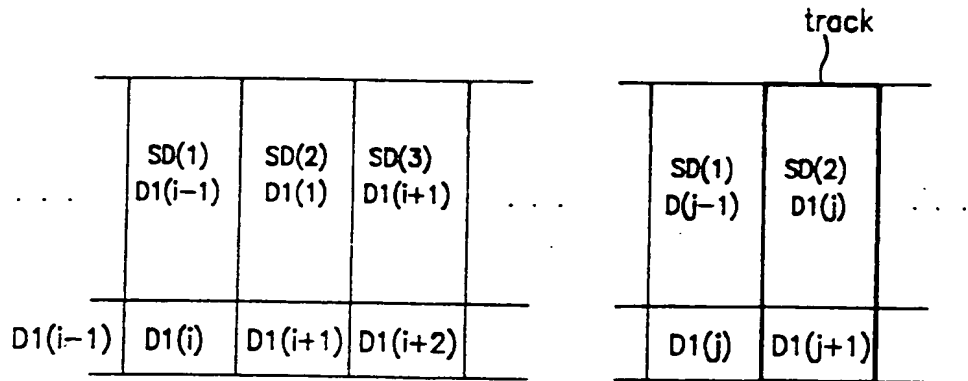 track
SD(1) SD(2) SD(3) SD(1) SD(2)
D1(i-1) D1(1) D1(i+1) D(j-1) D1(j)
. . . . . . . . .
D1(i-1) D1(i) D1(i+1) D1(i+2) D1(j) D1(j+1)